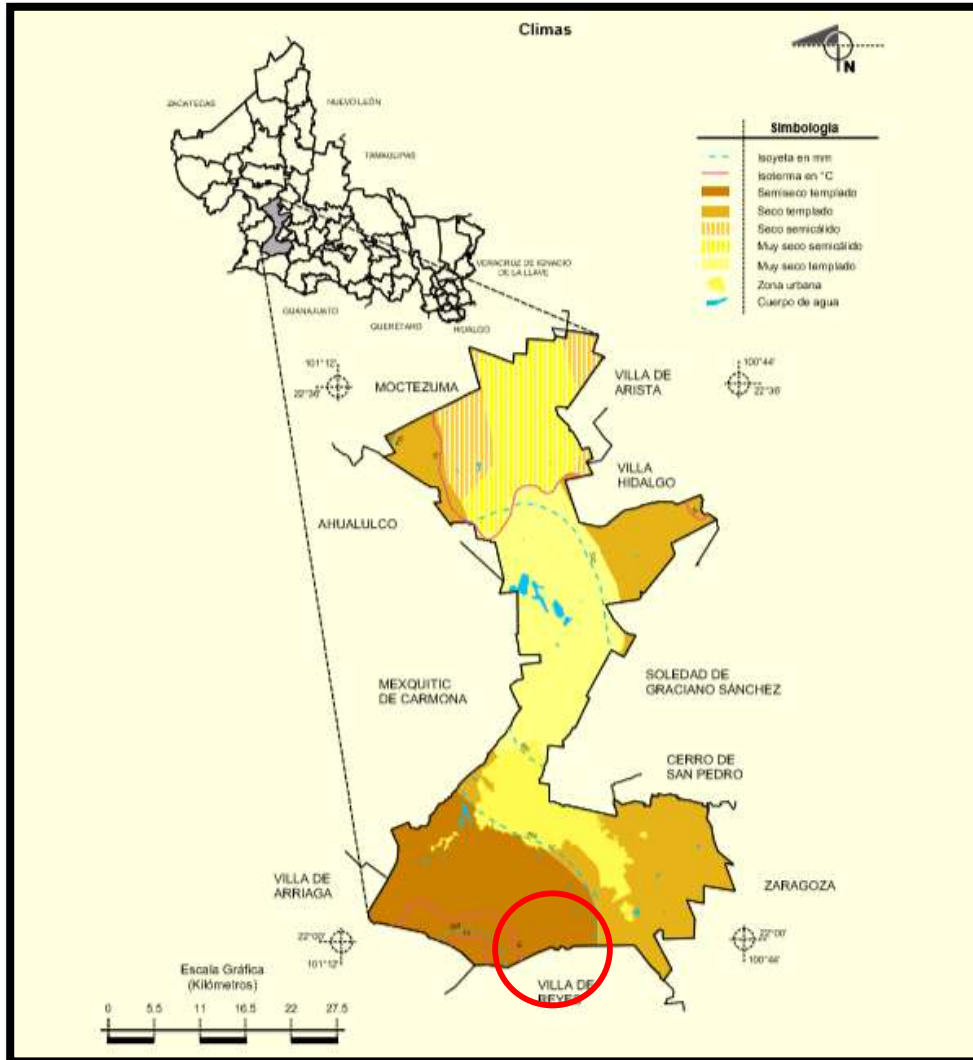 Climas
N
ZACATECAS
NUEVO LEÓN
TAMAULIPAS
VERACRUZ DE IGNACIO
DE LA LLAVE
GUANAJUATO
QUERÉTARO
HIDALGO
Simbología
Isoyeta en mm
Isoterma en °C
Semiseco templado
Seco templado
Seco semicálido
Muy seco semicálido
Muy seco templado
Zona urbana
Cuerpo de agua
101°12'
22°36'
100°44'
22°36'
MOCTEZUMA
VILLA DE
ARISTA
VILLA
HIDALGO
AHUALULCO
MEXQUITIC
DE CARMONA
SOLEDAD DE
GRACIANO SÁNCHEZ
CERRO DE
SAN PEDRO
VILLA DE
ARRIAGA
ZARAGOZA
22°00'
101°12'
22°00'
100°44'
VILLA DE
REYES
Escala Gráfica
(Kilómetros)
0 5.5 11 16.5 22 27.5